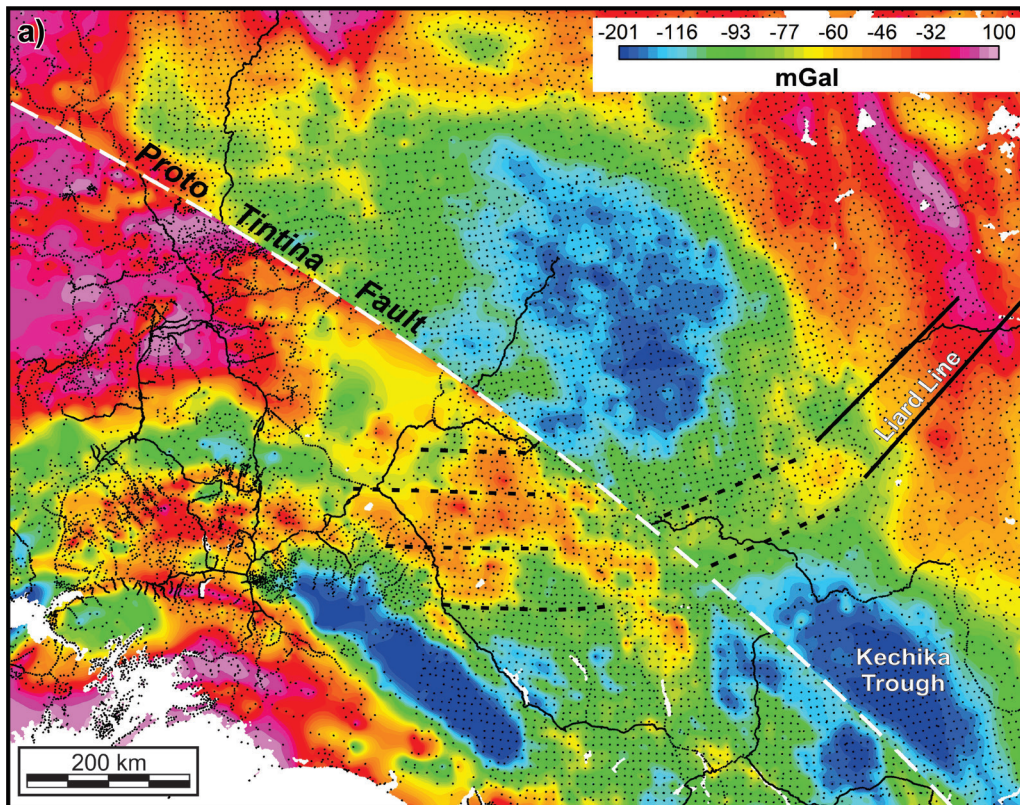 a)
-201 -116 -93 -77 -60 -46 -32 100
mGal
Proto Tintina Fault
Liard Line
Kechika
Trough
200 km